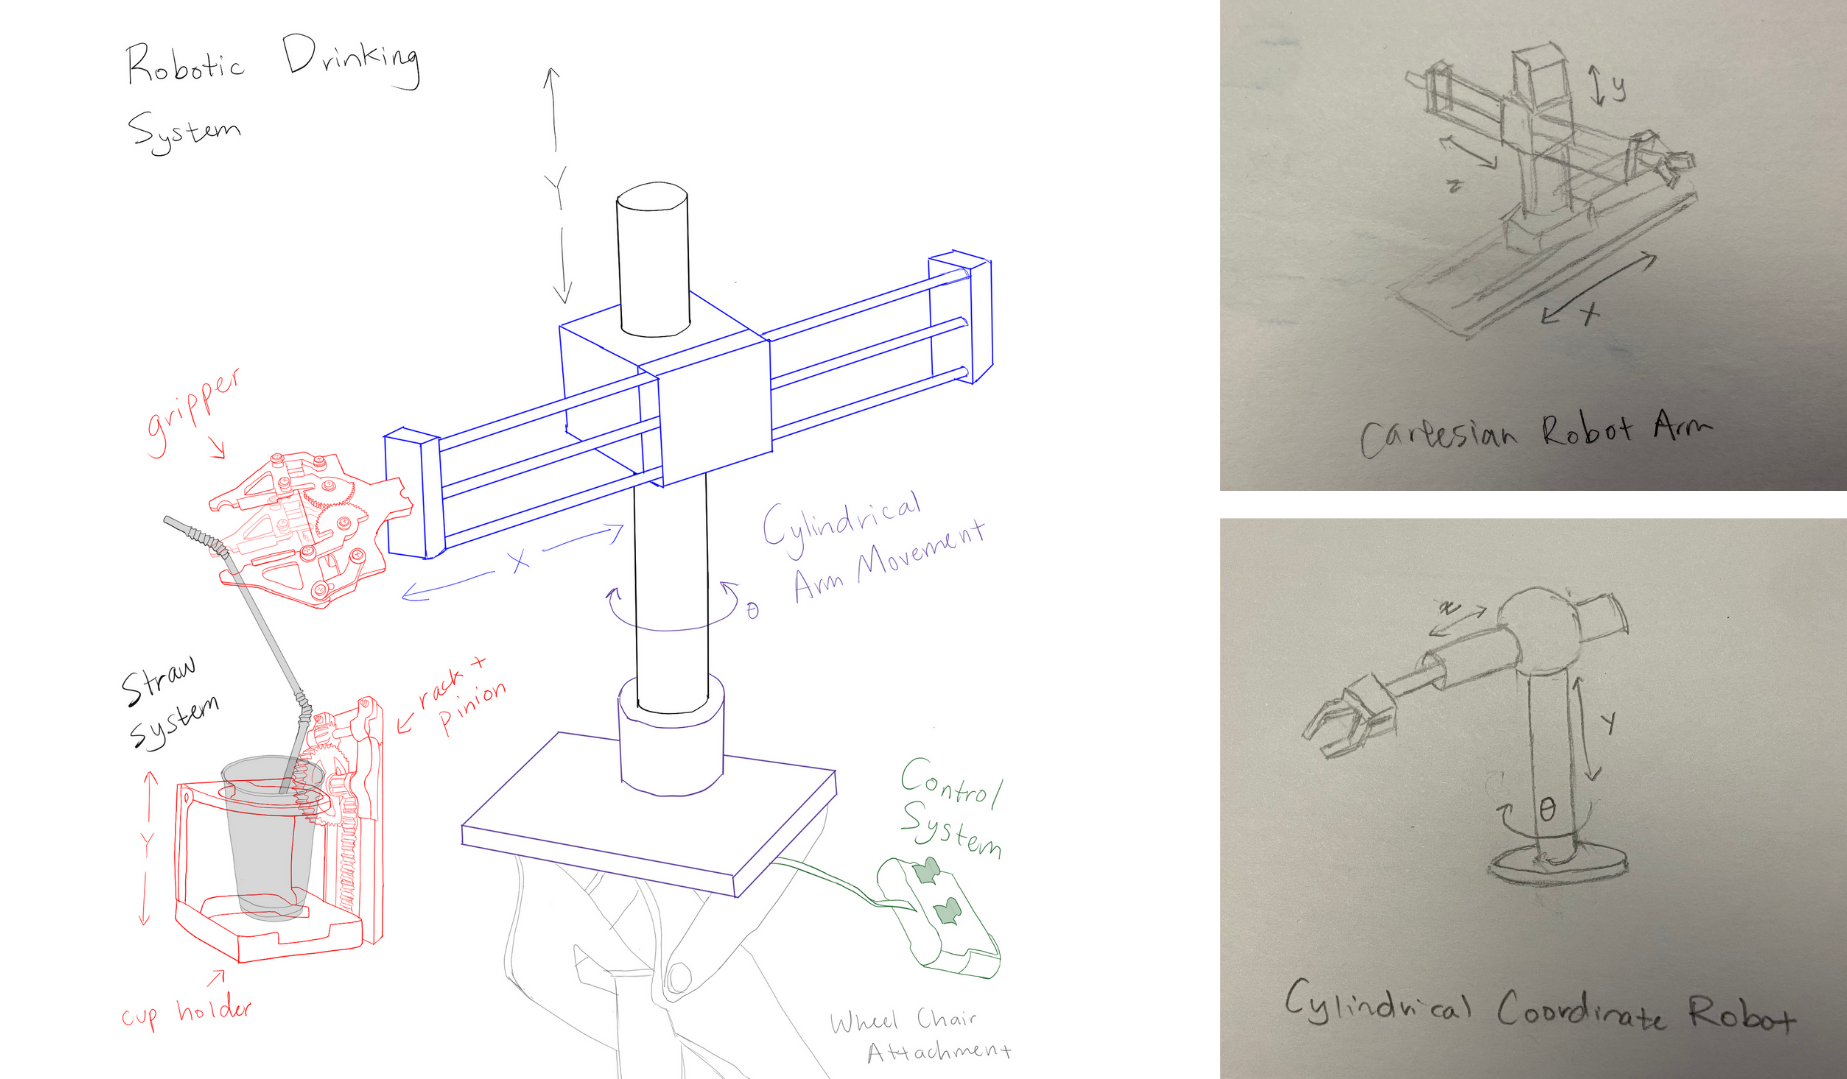 Robotic Drinking
System
Y
gripper
X
Cylindrical
Arm Movement
θ
Straw
System
rack +
pinion
Y
cup holder
Control
System
Wheel Chair
Attachment
y
z
X
Cartesian Robot Arm
x
Y
θ
Cylindrical Coordinate Robot